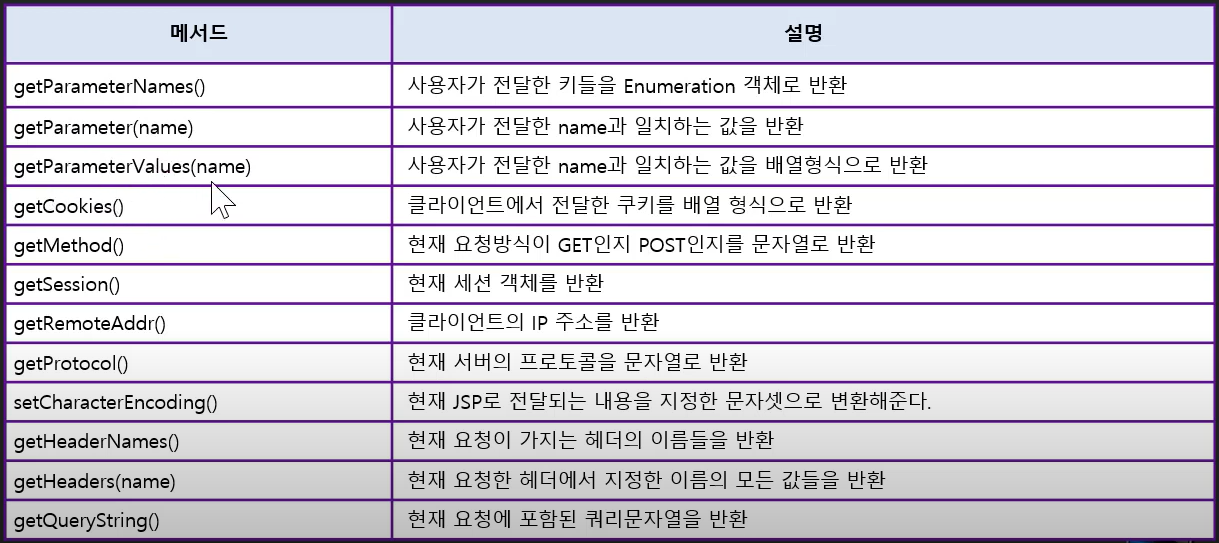 메서드 설명
getParameterNames() 사용자가 전달한 키들을 Enumeration 객체로 반환
getParameter(name) 사용자가 전달한 name과 일치하는 값을 반환
getParameterValues(name) 사용자가 전달한 name과 일치하는 값을 배열형식으로 반환
getCookies() 클라이언트에서 전달한 쿠키를 배열 형식으로 반환
getMethod() 현재 요청방식이 GET인지 POST인지를 문자열로 반환
getSession() 현재 세션 객체를 반환
getRemoteAddr() 클라이언트의 IP 주소를 반환
getProtocol() 현재 서버의 프로토콜을 문자열로 반환
setCharacterEncoding() 현재 JSP로 전달되는 내용을 지정한 문자셋으로 변환해준다.
getHeaderNames() 현재 요청이 가지는 헤더의 이름들을 반환
getHeaders(name) 현재 요청한 헤더에서 지정한 이름의 모든 값들을 반환
getQueryString() 현재 요청에 포함된 쿼리문자열을 반환